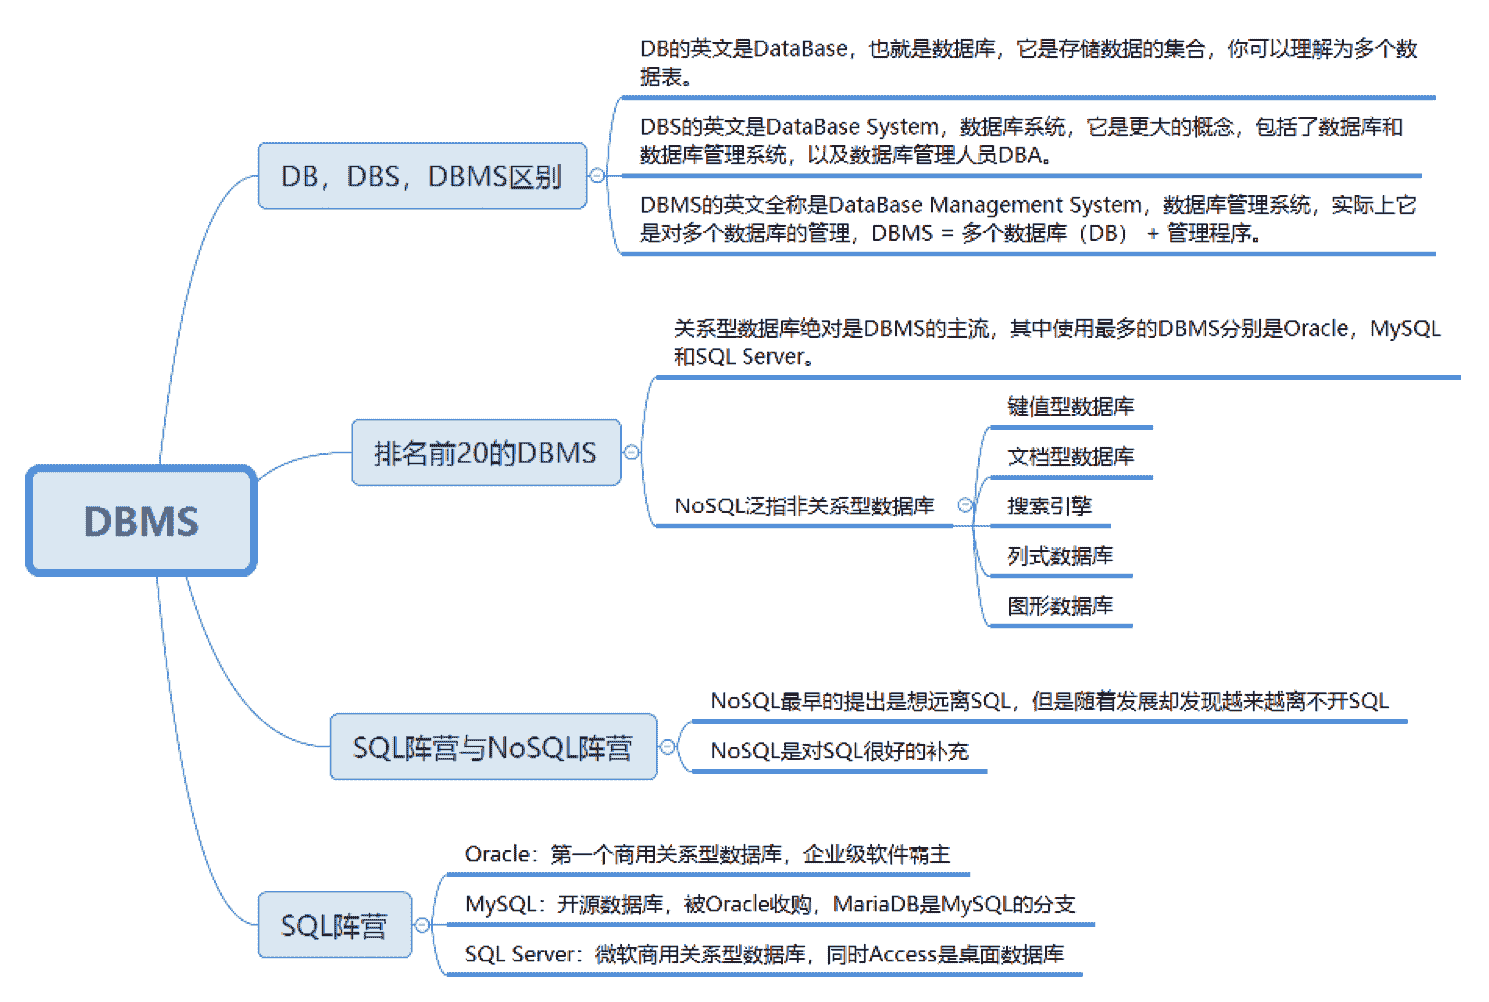 DB的英文是DataBase，也就是数据库，它是存储数据的集合，你可以理解为多个数
据表。
DBS的英文是DataBase System，数据库系统，它是更大的概念，包括了数据库和
数据库管理系统，以及数据库管理人员DBA。
DB，DBS，DBMS区别
DBMS的英文全称是DataBase Management System，数据库管理系统，实际上它
是对多个数据库的管理，DBMS = 多个数据库（DB） + 管理程序。
关系型数据库绝对是DBMS的主流，其中使用最多的DBMS分别是Oracle，MySQL
和SQL Server。
排名前20的DBMS
键值型数据库
文档型数据库
NoSQL泛指非关系型数据库
搜索引擎
列式数据库
图形数据库
DBMS
NoSQL最早的提出是想远离SQL，但是随着发展却发现越来越离不开SQL
SQL阵营与NoSQL阵营
NoSQL是对SQL很好的补充
Oracle：第一个商用关系型数据库，企业级软件霸主
SQL阵营
MySQL：开源数据库，被Oracle收购，MariaDB是MySQL的分支
SQL Server：微软商用关系型数据库，同时Access是桌面数据库